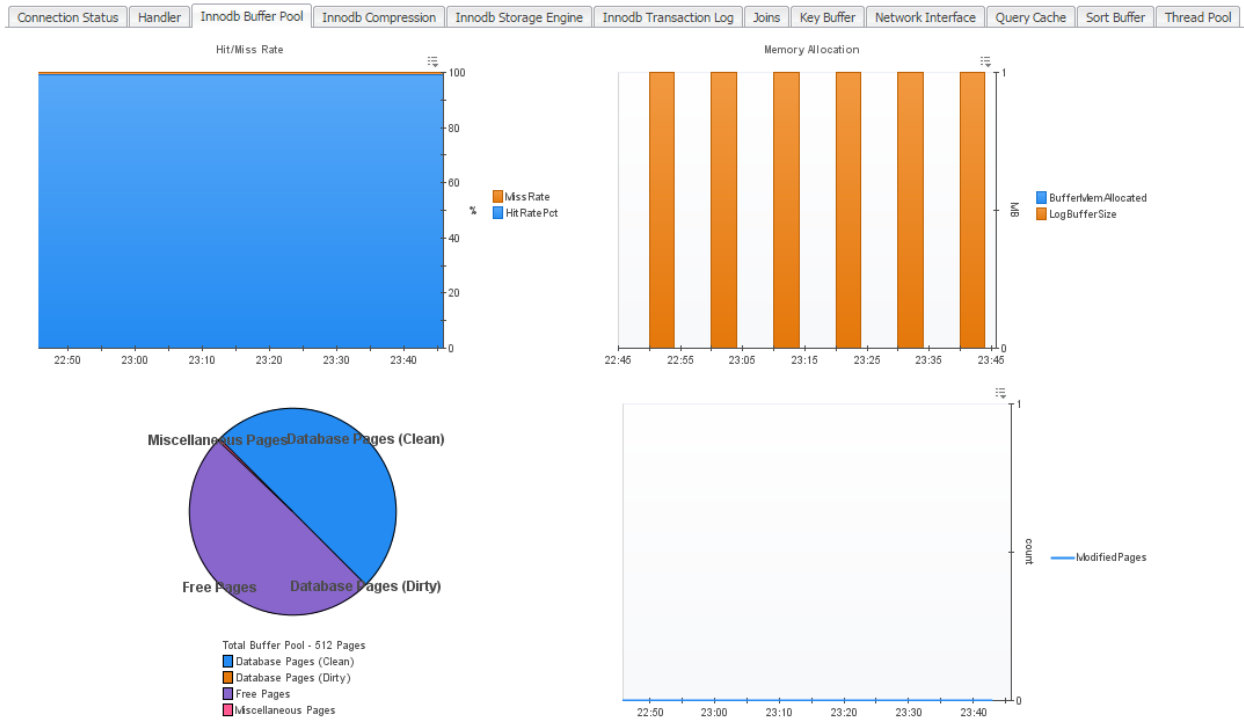 Connection Status Handler Innodb Buffer Pool Innodb Compression Innodb Storage Engine Innodb Transaction Log Joins Key Buffer Network Interface Query Cache Sort Buffer Thread Pool
Hit/Miss Rate
100
80
60
40
20
0
%
Miss Rate
Hit Rate Pct
22:50 23:00 23:10 23:20 23:30 23:40
Memory Allocation
1
0
MB
BufferMemAllocated
LogBufferSize
22:45 22:55 23:05 23:15 23:25 23:35 23:45
Miscellaneous Pages
Database Pages (Clean)
Free Pages
Database Pages (Dirty)
Total Buffer Pool - 512 Pages
Database Pages (Clean)
Database Pages (Dirty)
Free Pages
Miscellaneous Pages
1
0
count
ModifiedPages
22:50 23:00 23:10 23:20 23:30 23:40